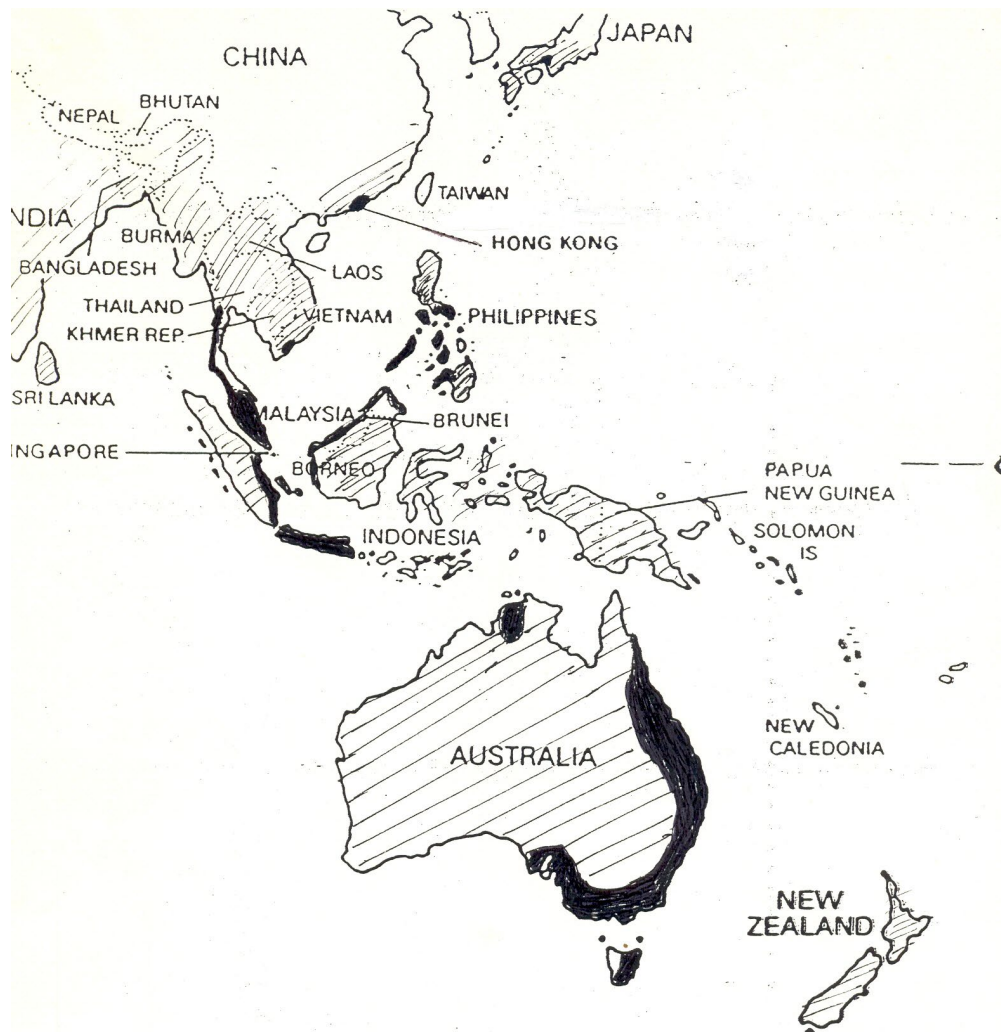 JAPAN
CHINA
BHUTAN
NEPAL
TAIWAN
NDIA
BURMA
HONG KONG
BANGLADESH
LAOS
THAILAND
VIETNAM
PHILIPPINES
KHMER REP.
SRI LANKA
MALAYSIA
BRUNEI
INGAPORE
BORNEO
PAPUA
NEW GUINEA
INDONESIA
SOLOMON
IS
NEW
CALEDONIA
AUSTRALIA
NEW
ZEALAND